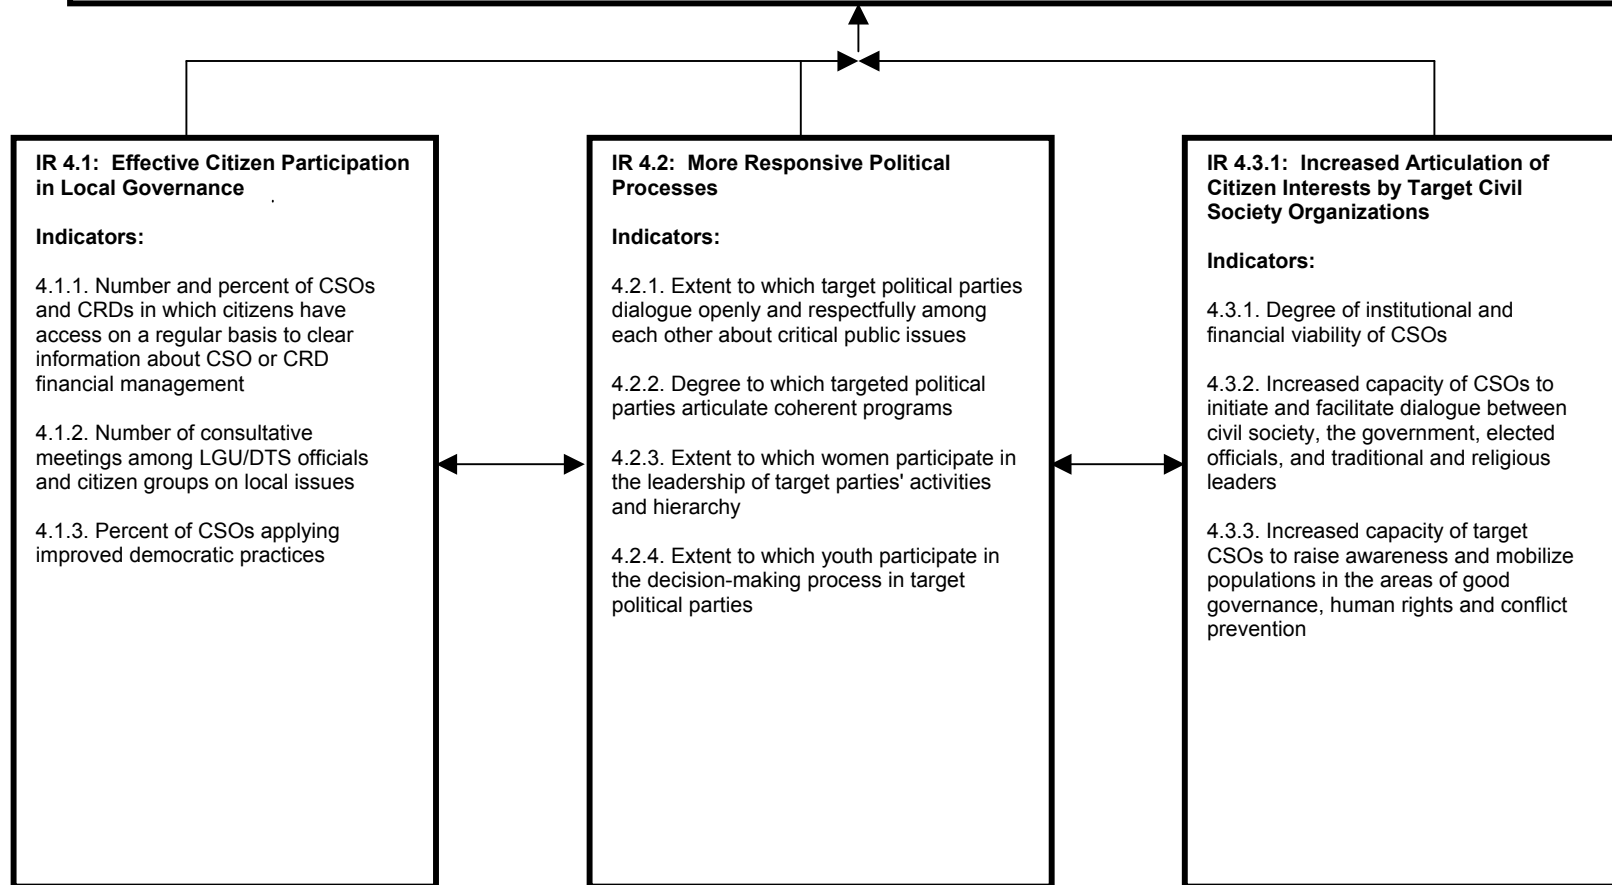 IR 4.1: Effective Citizen Participation
in Local Governance
.
Indicators:
4.1.1. Number and percent of CSOs
and CRDs in which citizens have
access on a regular basis to clear
information about CSO or CRD
financial management
4.1.2. Number of consultative
meetings among LGU/DTS officials
and citizen groups on local issues
4.1.3. Percent of CSOs applying
improved democratic practices
IR 4.2: More Responsive Political
Processes
Indicators:
4.2.1. Extent to which target political parties
dialogue openly and respectfully among
each other about critical public issues
4.2.2. Degree to which targeted political
parties articulate coherent programs
4.2.3. Extent to which women participate in
the leadership of target parties' activities
and hierarchy
4.2.4. Extent to which youth participate in
the decision-making process in target
political parties
IR 4.3.1: Increased Articulation of
Citizen Interests by Target Civil
Society Organizations
Indicators:
4.3.1. Degree of institutional and
financial viability of CSOs
4.3.2. Increased capacity of CSOs to
initiate and facilitate dialogue between
civil society, the government, elected
officials, and traditional and religious
leaders
4.3.3. Increased capacity of target
CSOs to raise awareness and mobilize
populations in the areas of good
governance, human rights and conflict
prevention